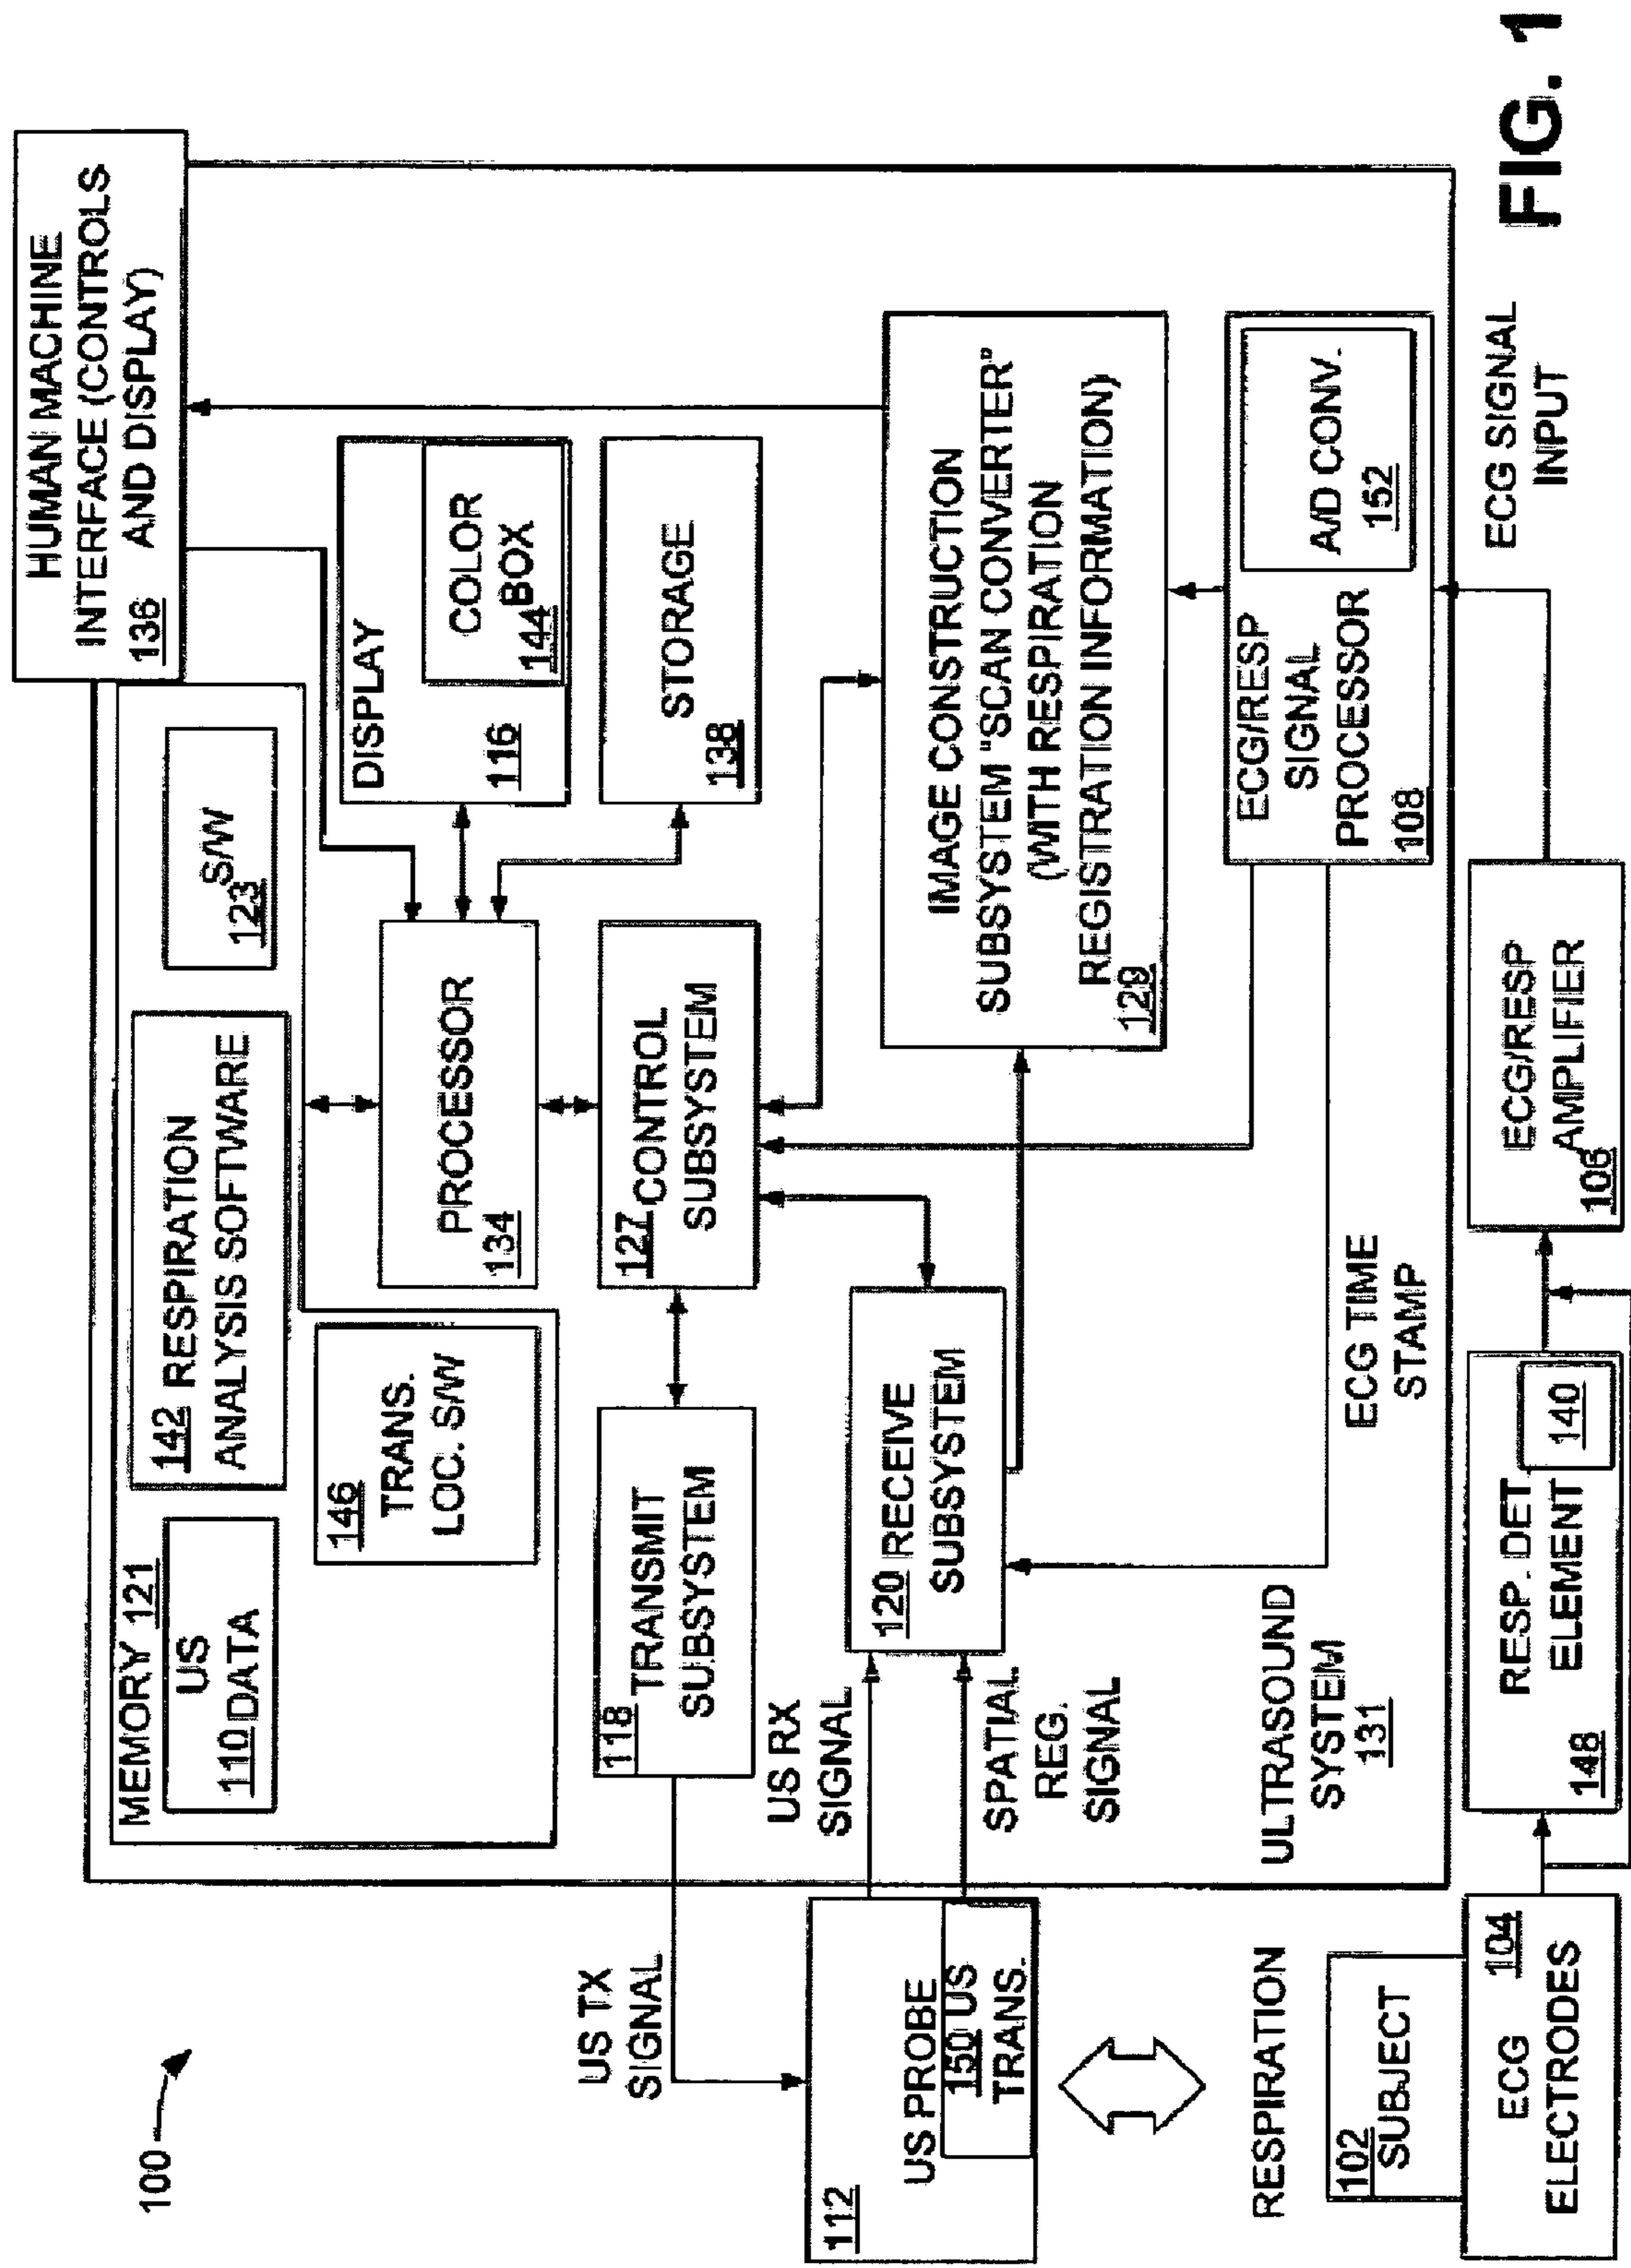 100
HUMAN MACHINE
INTERFACE (CONTROLS
136 AND DISPLAY)
MEMORY 121
US
110 DATA
142 RESPIRATION
ANALYSIS SOFTWARE
S/W
123
146
TRANS.
LOC. S/W
PROCESSOR
134
DISPLAY
116
COLOR
BOX
144
118
TRANSMIT
SUBSYSTEM
127 CONTROL
SUBSYSTEM
STORAGE
138
US TX
SIGNAL
US RX
SIGNAL
120 RECEIVE
SUBSYSTEM
IMAGE CONSTRUCTION
SUBSYSTEM "SCAN CONVERTER"
(WITH RESPIRATION
REGISTRATION INFORMATION)
129
112
US PROBE
150 US
TRANS.
SPATIAL
REG.
SIGNAL
ECG/RESP
SIGNAL
PROCESSOR
108
A/D CONV.
152
ULTRASOUND
SYSTEM
131
ECG TIME
STAMP
RESPIRATION
102
SUBJECT
ECG 104
ELECTRODES
RESP. DET
ELEMENT
140
148
ECG/RESP
AMPLIFIER
106
ECG SIGNAL
INPUT
FIG. 1